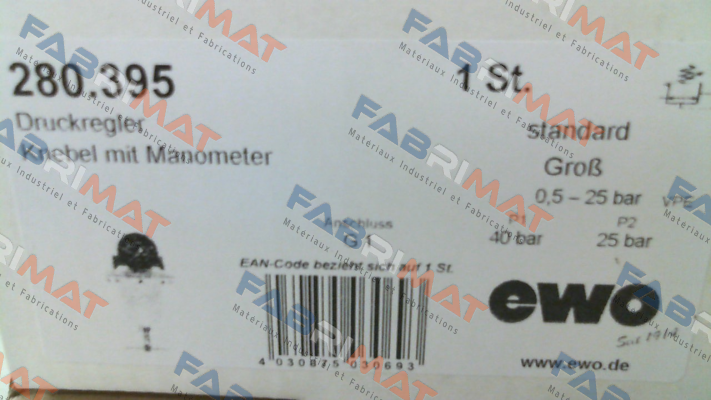 280.395
1 St.
Druckregler
Knebel mit Manometer
standard
Groß
0,5 – 25 bar
VPE
Anschluss
G 1
P1
P2
40 bar
25 bar
EAN-Code bezieht sich auf 1 St.
4 030875 030693
ewo
www.ewo.de
FABRIMAT
Materiaux Industriel et Fabrications